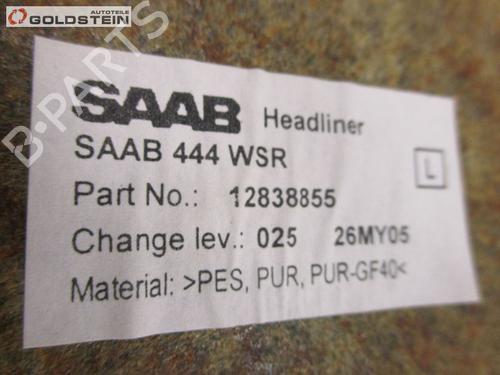 AUTOTEILE
GOLDSTEIN
B-PARTS
SAAB Headliner
SAAB 444 WSR
L
Part No.: 12838855
Change lev.: 025 26MY05
Material: >PES, PUR, PUR-GF40<